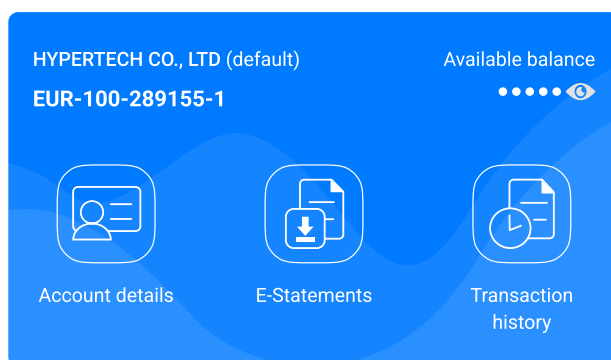 HYPERTECH CO., LTD (default)
Available balance
EUR-100-289155-1
Account details
E-Statements
Transaction
history